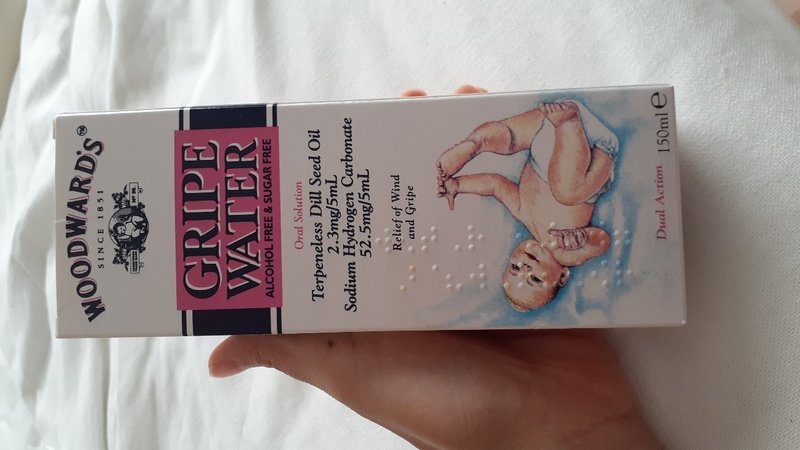 WOODWARD'S™
SINCE 1851
GRIPE
WATER
ALCOHOL FREE & SUGAR FREE
Oral Solution
Terpeneless Dill Seed Oil
2.3mg/5mL
Sodium Hydrogen Carbonate
52.5mg/5mL
Relief of Wind
and Gripe
Dual Action 150ml e